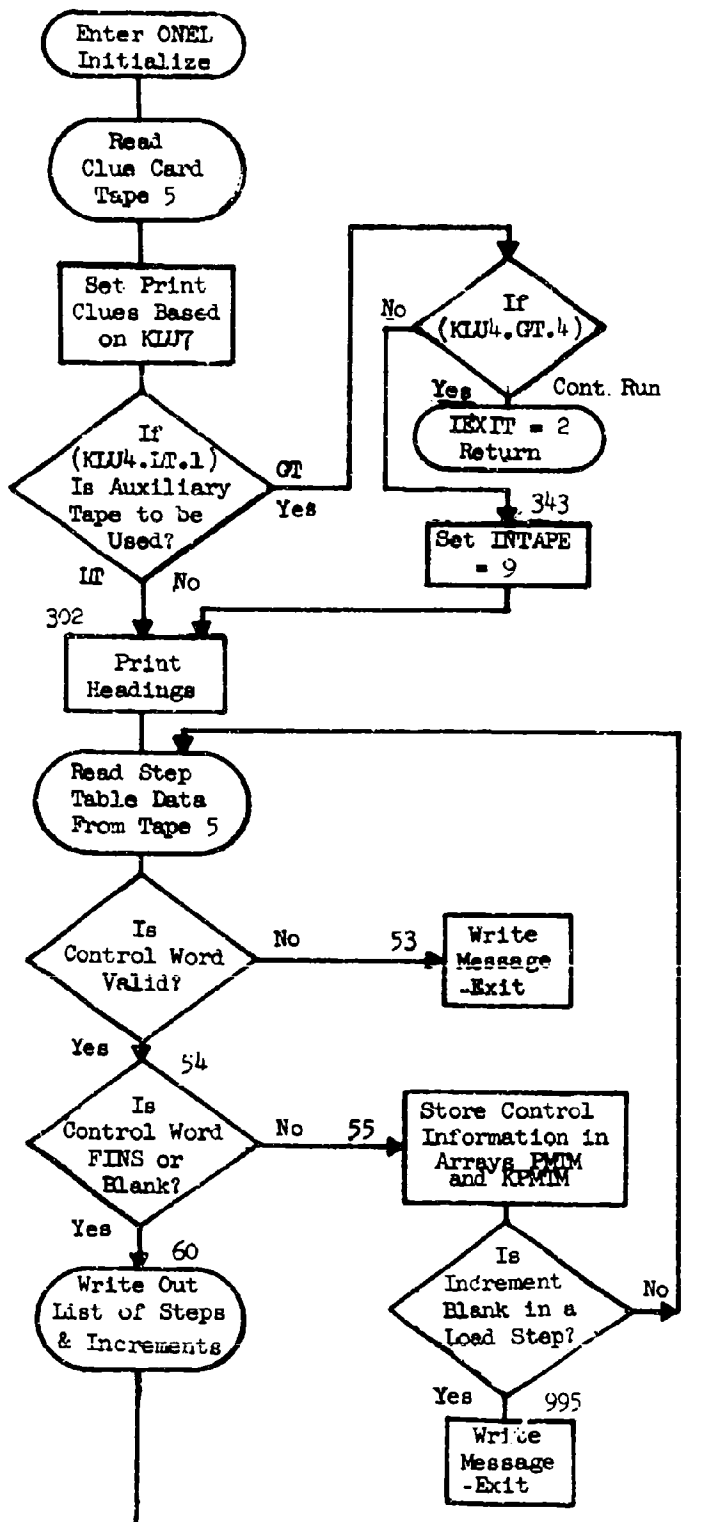 Enter ONEL
Initialize
Read
Clue Card
Tape 5
Set Print
Clues Based
on KLU7
If
(KLU4.LT.1)
Is Auxiliary
Tape to be
Used?
GT
Yes
LT
No
If
(KLU4.GT.4)
No
Yes
Cont. Run
IEXIT = 2
Return
343
Set INTAPE
= 9
302
Print
Headings
Read Step
Table Data
From Tape 5
Is
Control Word
Valid?
No
53
Write
Message
-Exit
Yes
54
Is
Control Word
FINS or
Blank?
No
55
Store Control
Information in
Arrays PMTM
and KPMTM
Yes
60
Write Out
List of Steps
& Increments
Is
Increment
Blank in a
Load Step?
No
Yes
995
Write
Message
-Exit